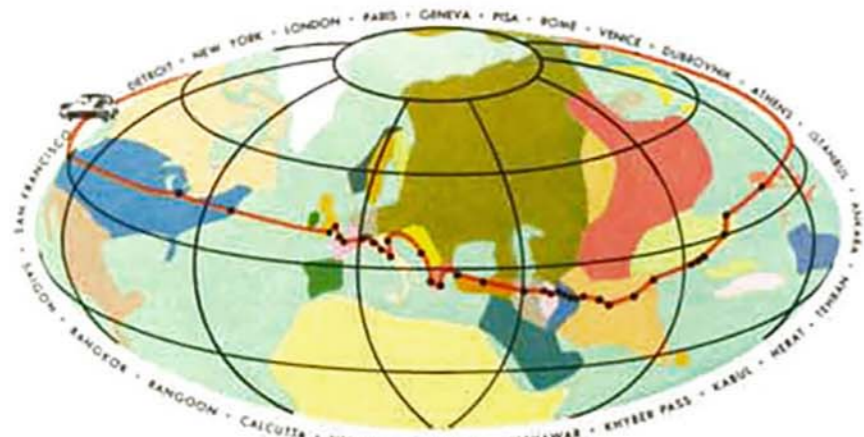 SAN FRANCISCO · DETROIT · NEW YORK · LONDON · PARIS · GENEVA · PISA · ROME · VENICE · DUBROVNIK · ATHENS · ISTANBUL · ANKARA · TEHRAN · HERAT · KABUL · KHYBER PASS ·
CALCUTTA · RANGOON · BANGKOK · SAIGON ·